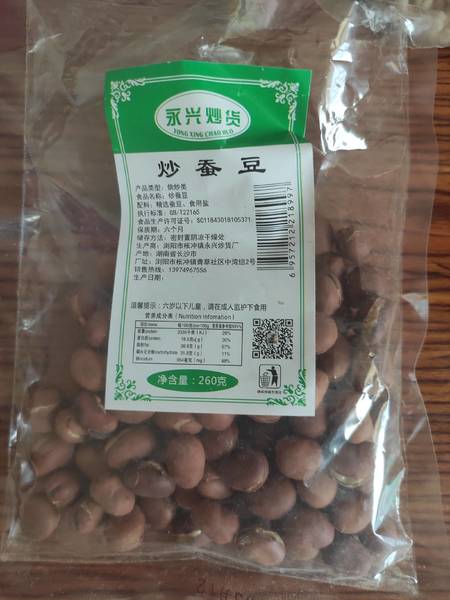 永兴炒货
YONG XING CHAO HUO
炒蚕豆
产品类型：烘炒类
食品名称：炒蚕豆
配料：精选蚕豆、食用盐
执行标准：GB/T22165
食品生产许可证号：SC11843018105371
保质期：六个月
储存方法：密封置阴凉干燥处
生产商：浏阳市枨冲镇永兴炒货厂
产地：湖南省长沙市
厂址：浏阳市枨冲镇青草社区中湾组2号
销售热线：13974967556
生产日期：
6957212218997
温馨提示：六岁以下儿童，请在成人监护下食用
营养成分表（Nutrition Infomation）
净含量：260克